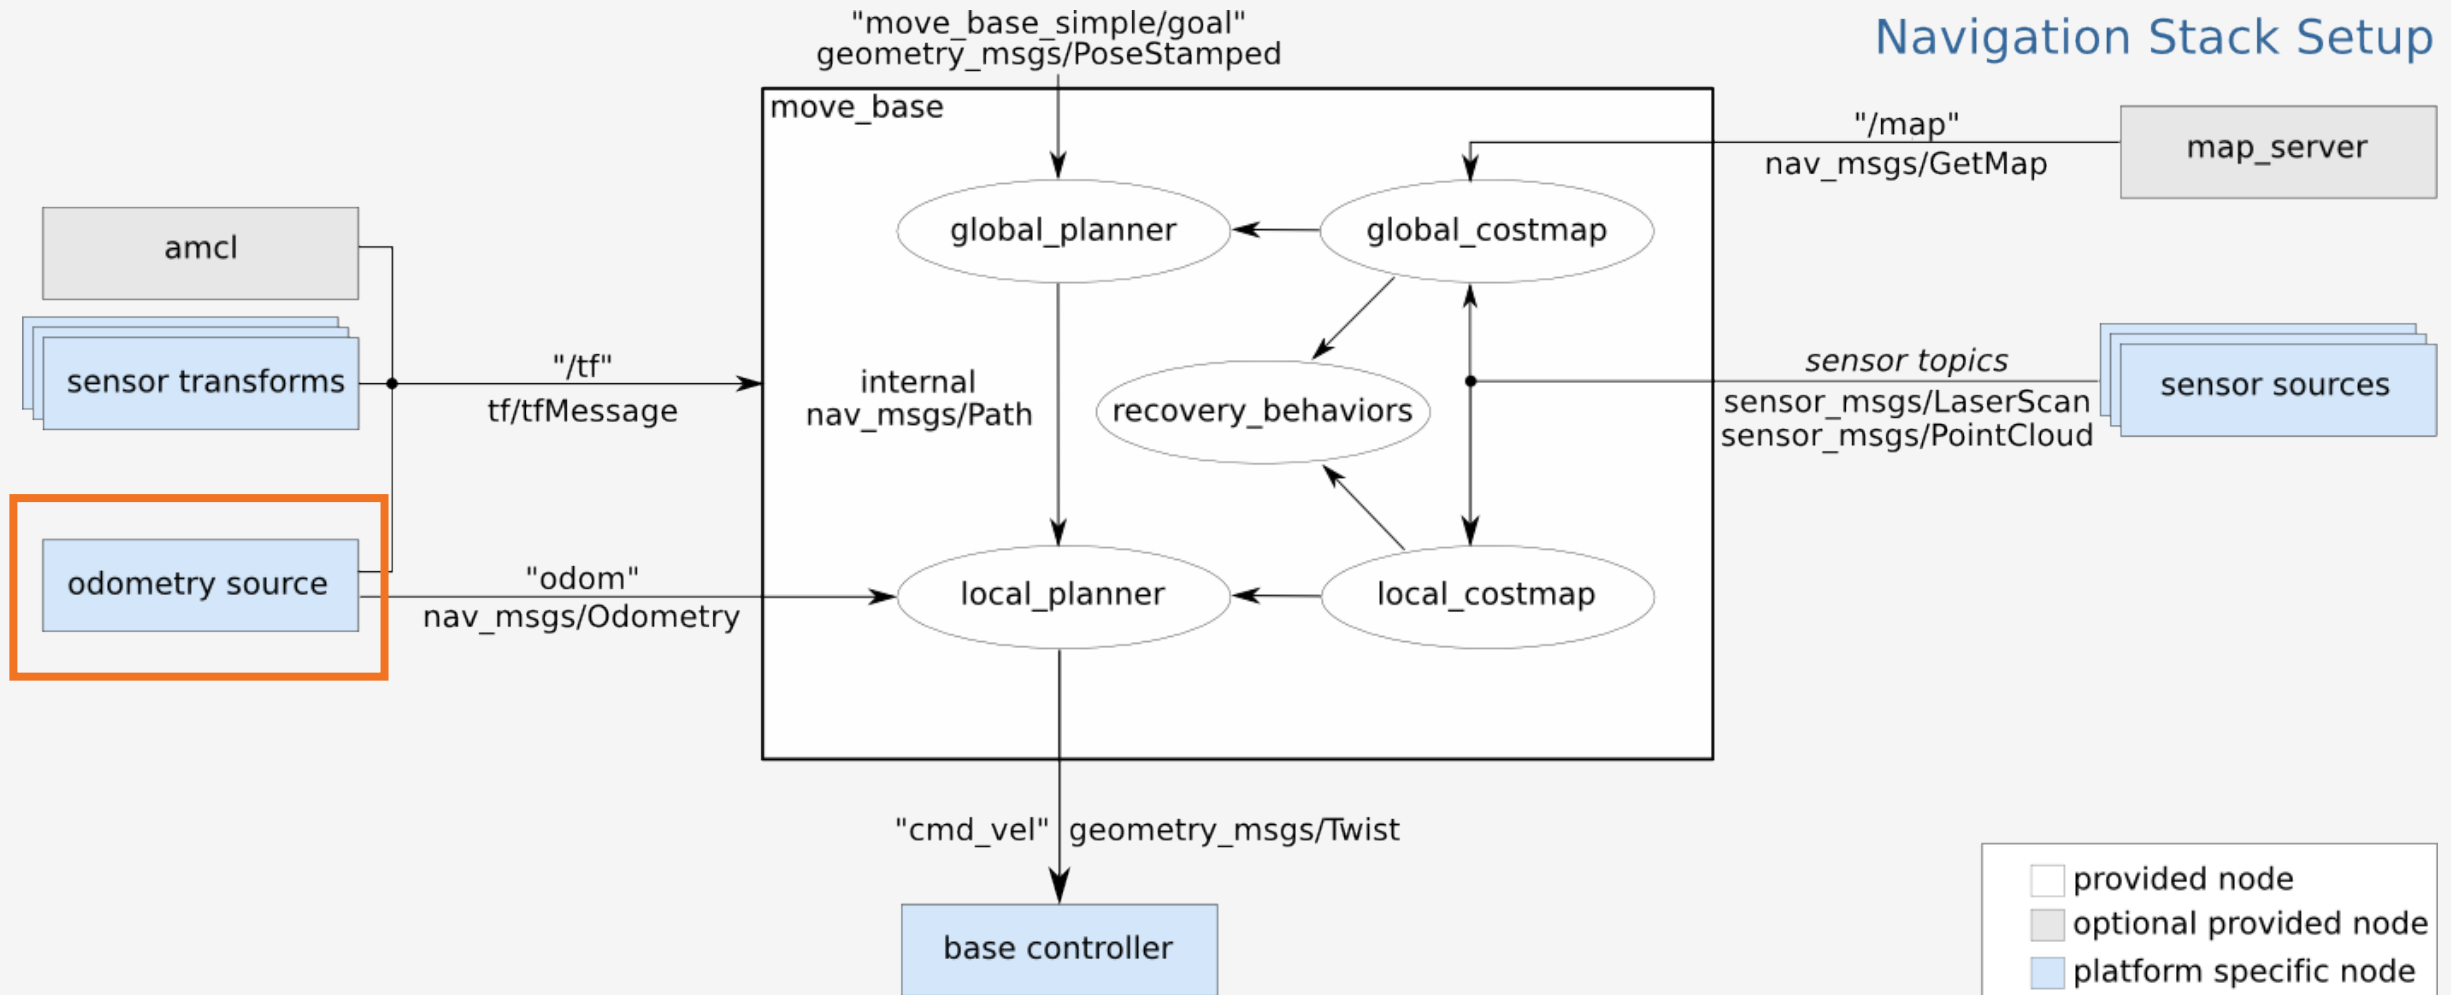 "move_base_simple/goal"
geometry_msgs/PoseStamped
Navigation Stack Setup
move_base
"/map"
nav_msgs/GetMap
map_server
amcl
global_planner
global_costmap
"/tf"
tf/tfMessage
sensor transforms
internal
nav_msgs/Path
recovery_behaviors
sensor topics
sensor_msgs/LaserScan
sensor_msgs/PointCloud
sensor sources
odometry source
"odom"
nav_msgs/Odometry
local_planner
local_costmap
"cmd_vel" geometry_msgs/Twist
base controller
provided node
optional provided node
platform specific node